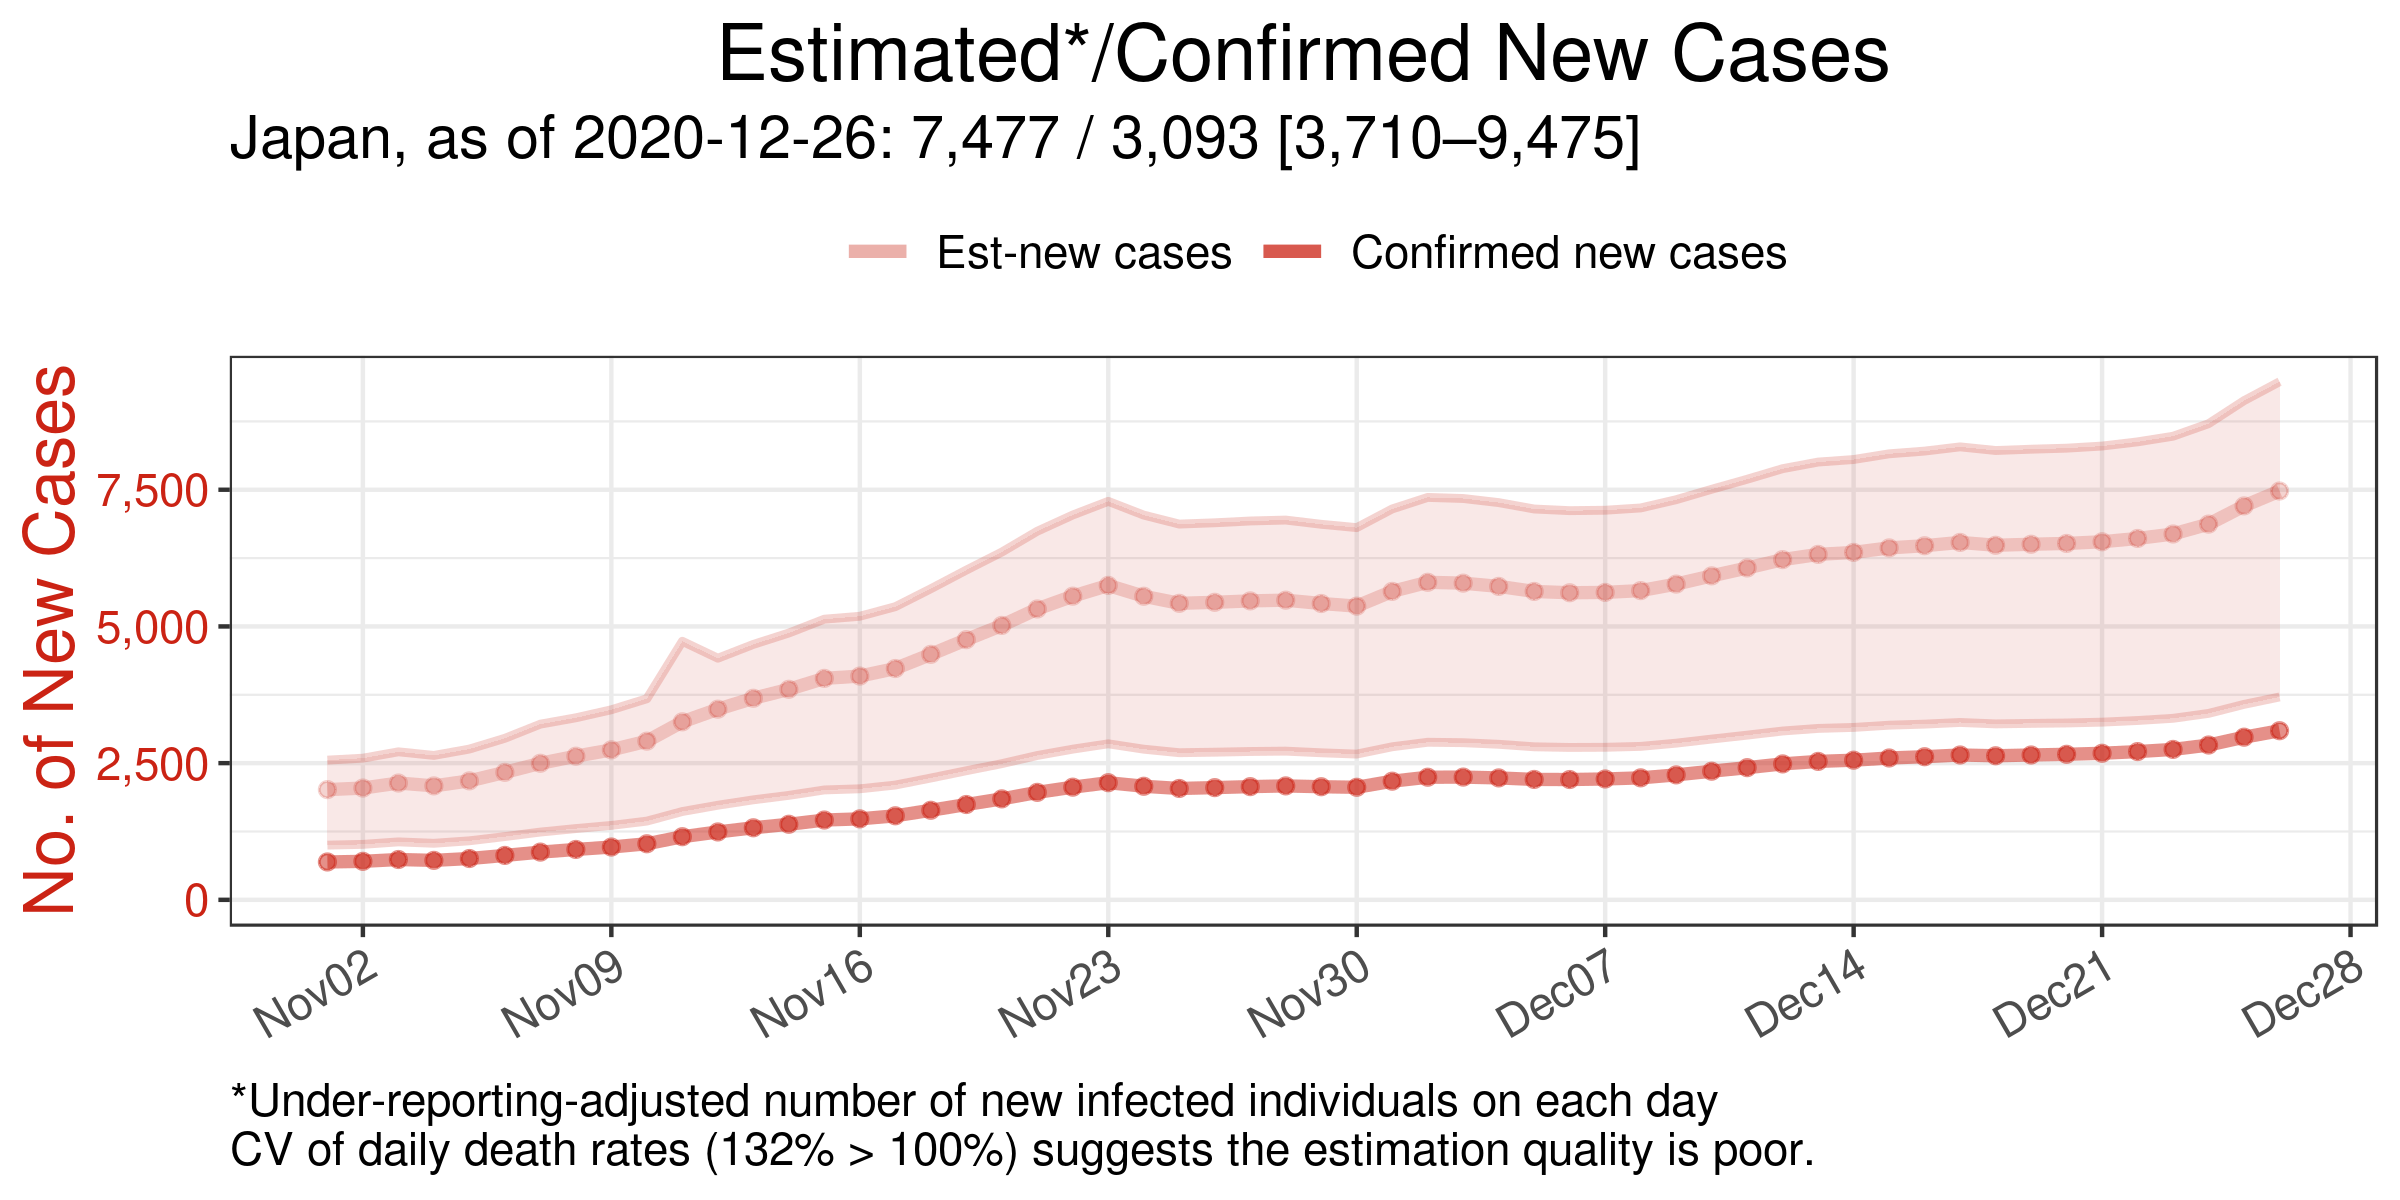 Estimated*/Confirmed New Cases
Japan, as of 2020-12-26: 7,477 / 3,093 [3,710–9,475]
Est-new cases Confirmed new cases
No. of New Cases
7,500
5,000
2,500
0
Nov02 Nov09 Nov16 Nov23 Nov30 Dec07 Dec14 Dec21 Dec28
*Under-reporting-adjusted number of new infected individuals on each day
CV of daily death rates (132% > 100%) suggests the estimation quality is poor.